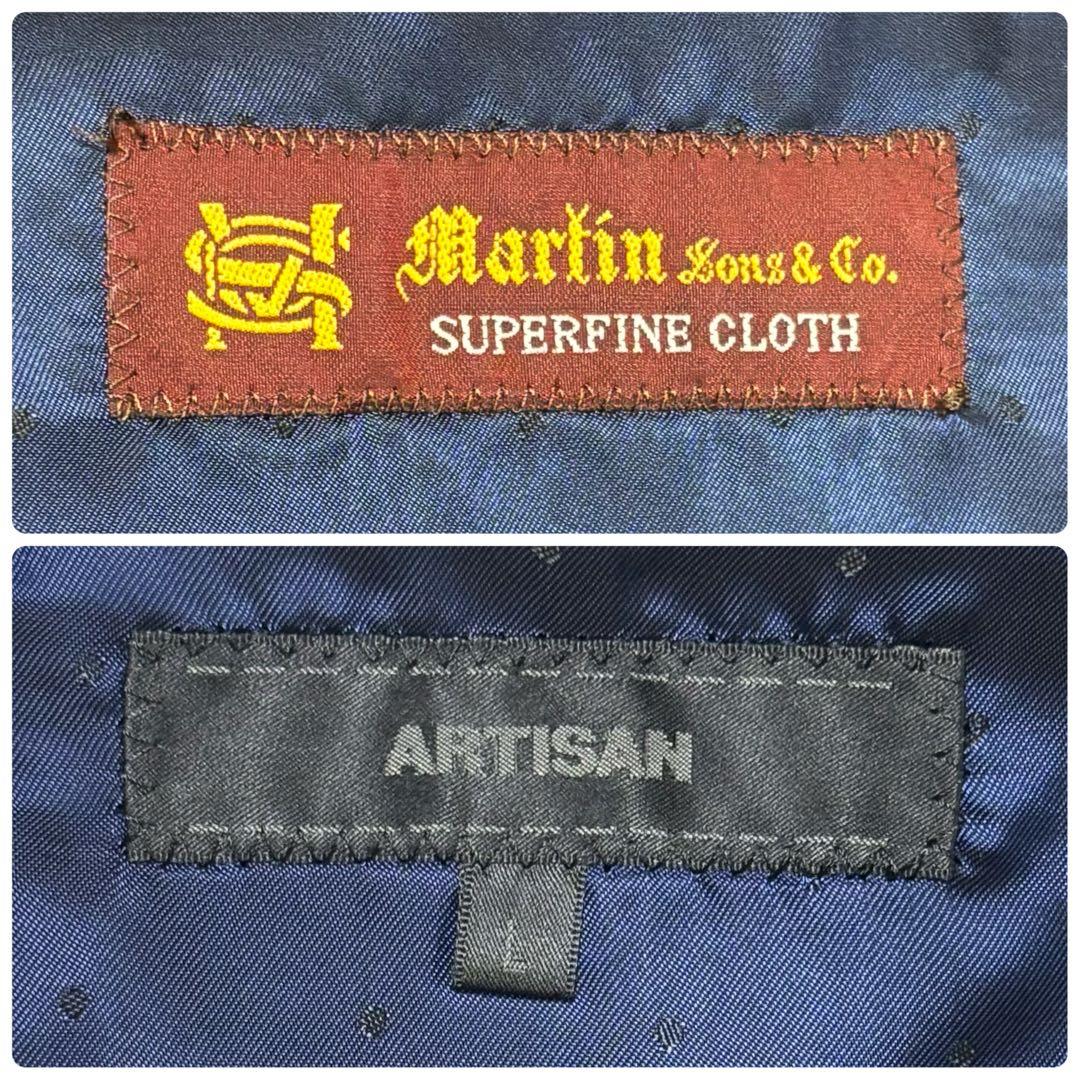 Martin Sons & Co.
SUPERFINE CLOTH
ARTISAN
L